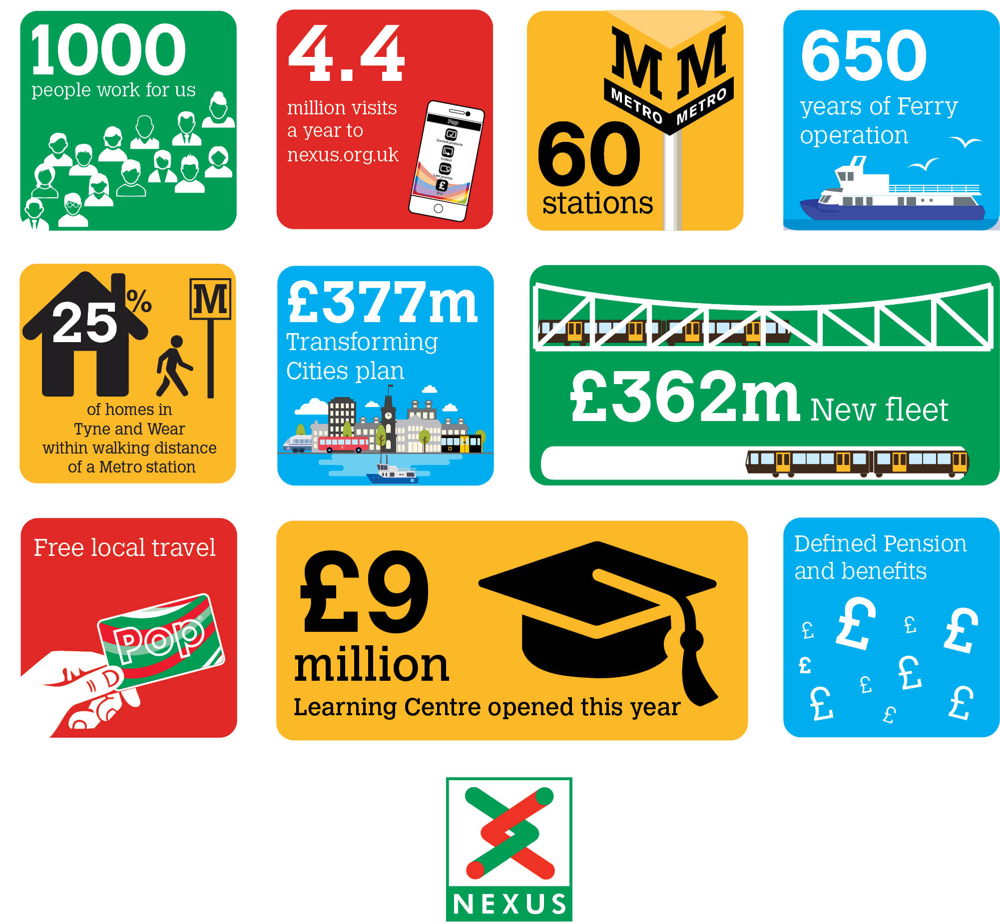 1000
people work for us
4.4
million visits
a year to
nexus.org.uk
Pop
Current products
Collect
Last journey
£
Buy
M M
METRO METRO
60
stations
650
years of Ferry
operation
25 %
M
of homes in
Tyne and Wear
within walking distance
of a Metro station
£377m
Transforming
Cities plan
£362m New fleet
Free local travel
Pop
£9
million
Learning Centre opened this year
Defined Pension
and benefits
£ £ £ £
£ £ £
£ £ £
NEXUS